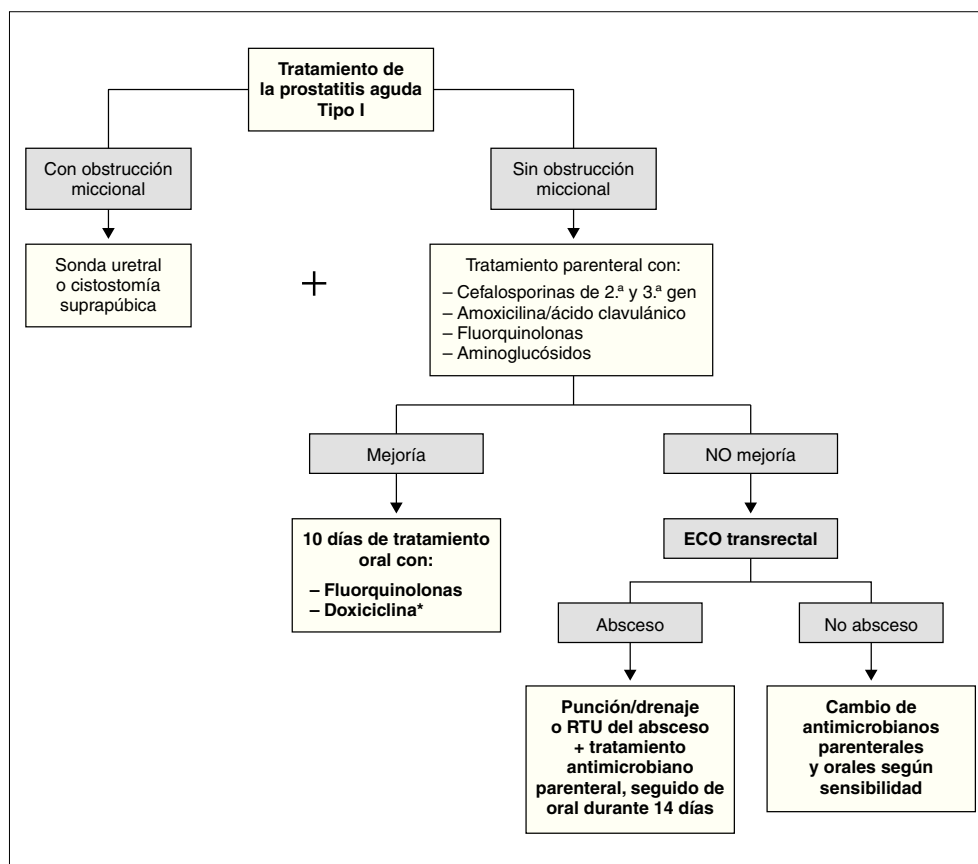 Tratamiento de
la prostatitis aguda
Tipo I
Con obstrucción
miccional
Sin obstrucción
miccional
Sonda uretral
o cistostomía
suprapúbica
+
Tratamiento parenteral con:
– Cefalosporinas de 2.ª y 3.ª gen
– Amoxicilina/ácido clavulánico
– Fluorquinolonas
– Aminoglucósidos
Mejoría
NO mejoría
10 días de tratamiento
oral con:
– Fluorquinolonas
– Doxiciclina*
ECO transrectal
Absceso
No absceso
Punción/drenaje
o RTU del absceso
+ tratamiento
antimicrobiano
parenteral, seguido de
oral durante 14 días
Cambio de
antimicrobianos
parenterales
y orales según
sensibilidad